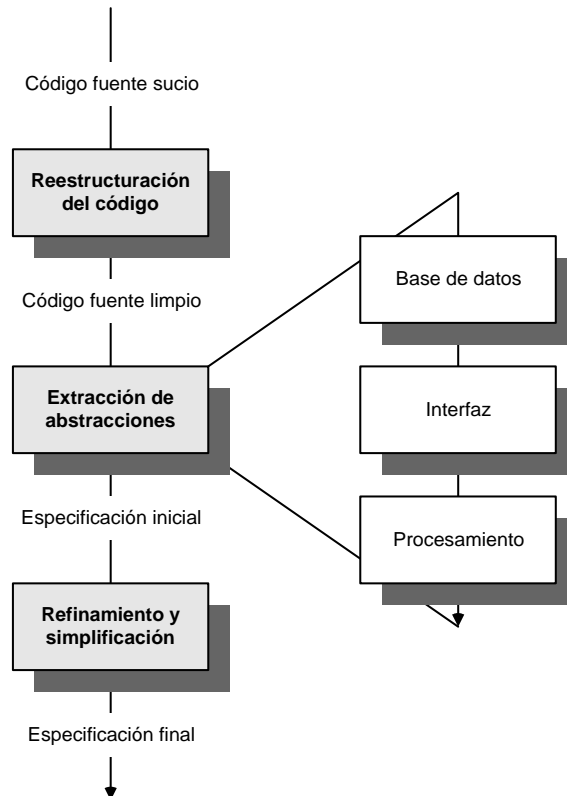 Código fuente sucio
Reestructuración
del código
Código fuente limpio
Extracción de
abstracciones
Especificación inicial
Refinamiento y
simplificación
Especificación final
Base de datos
Interfaz
Procesamiento